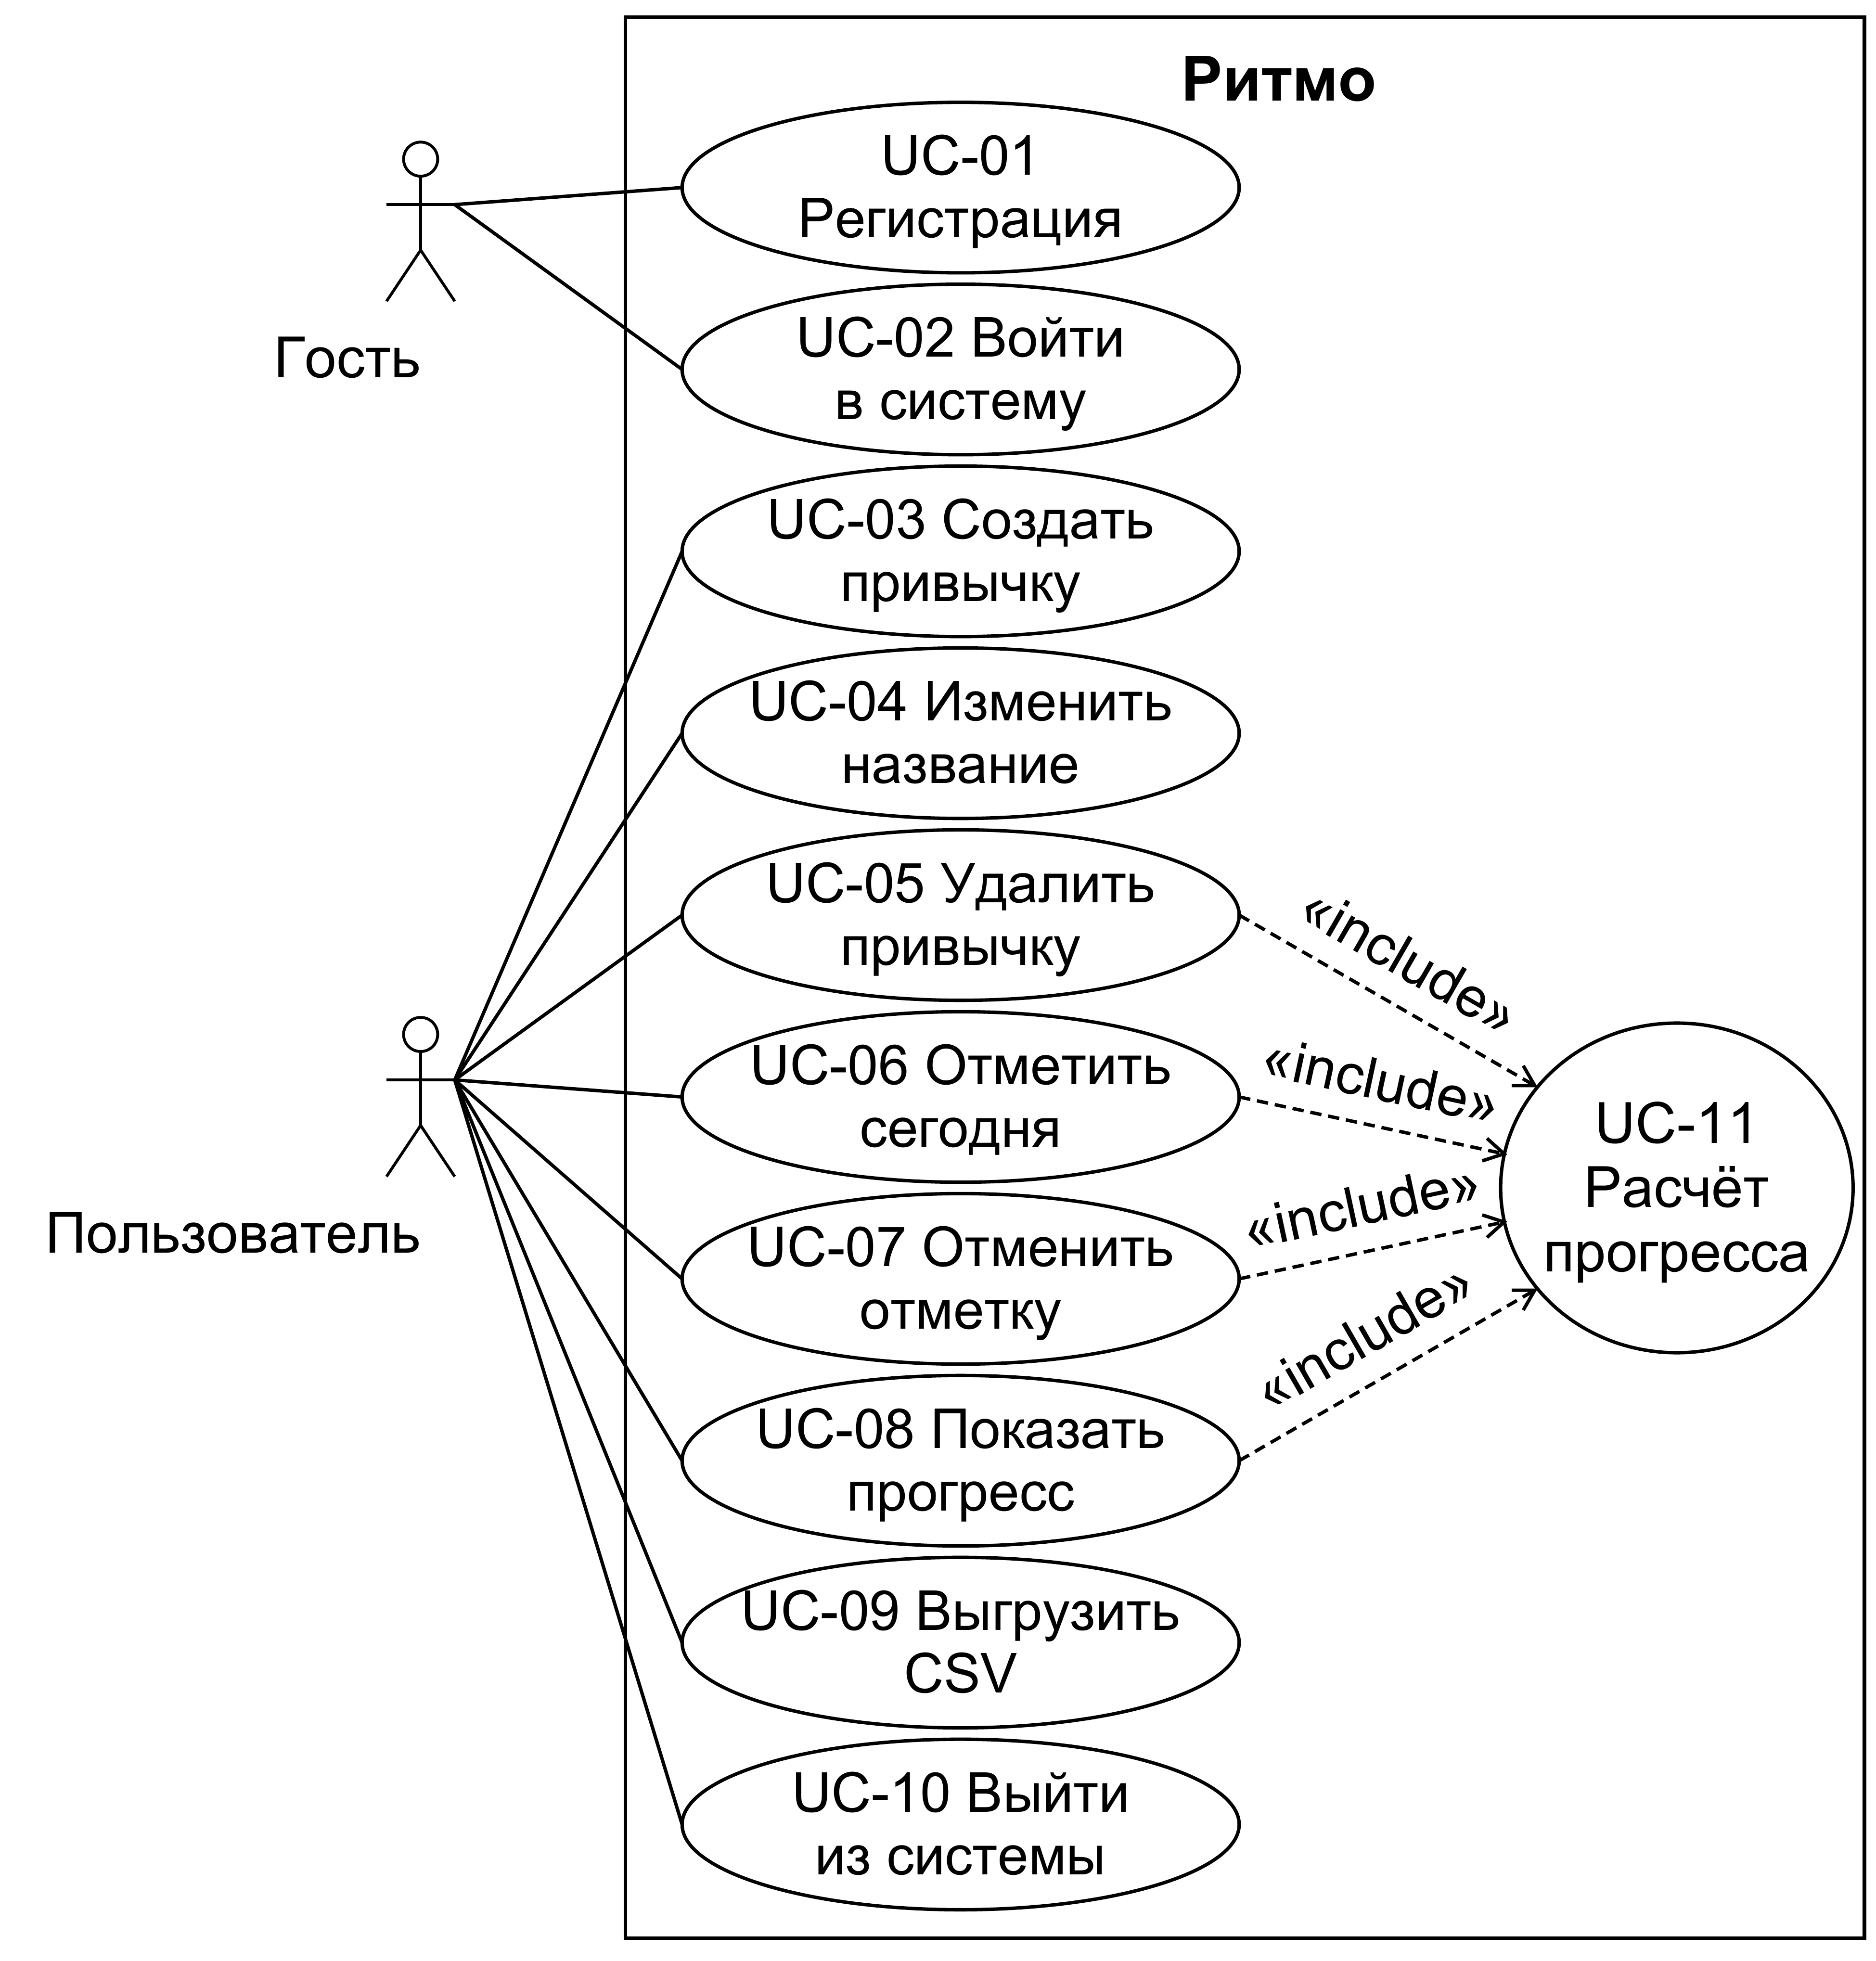 Ритмо
UC-01
Регистрация
Гость
UC-02 Войти
в систему
UC-03 Создать
привычку
UC-04 Изменить
название
UC-05 Удалить
привычку
«include»
UC-06 Отметить
сегодня
«include»
UC-11
Расчёт
прогресса
Пользователь
UC-07 Отменить
отметку
«include»
UC-08 Показать
прогресс
«include»
UC-09 Выгрузить
CSV
UC-10 Выйти
из системы